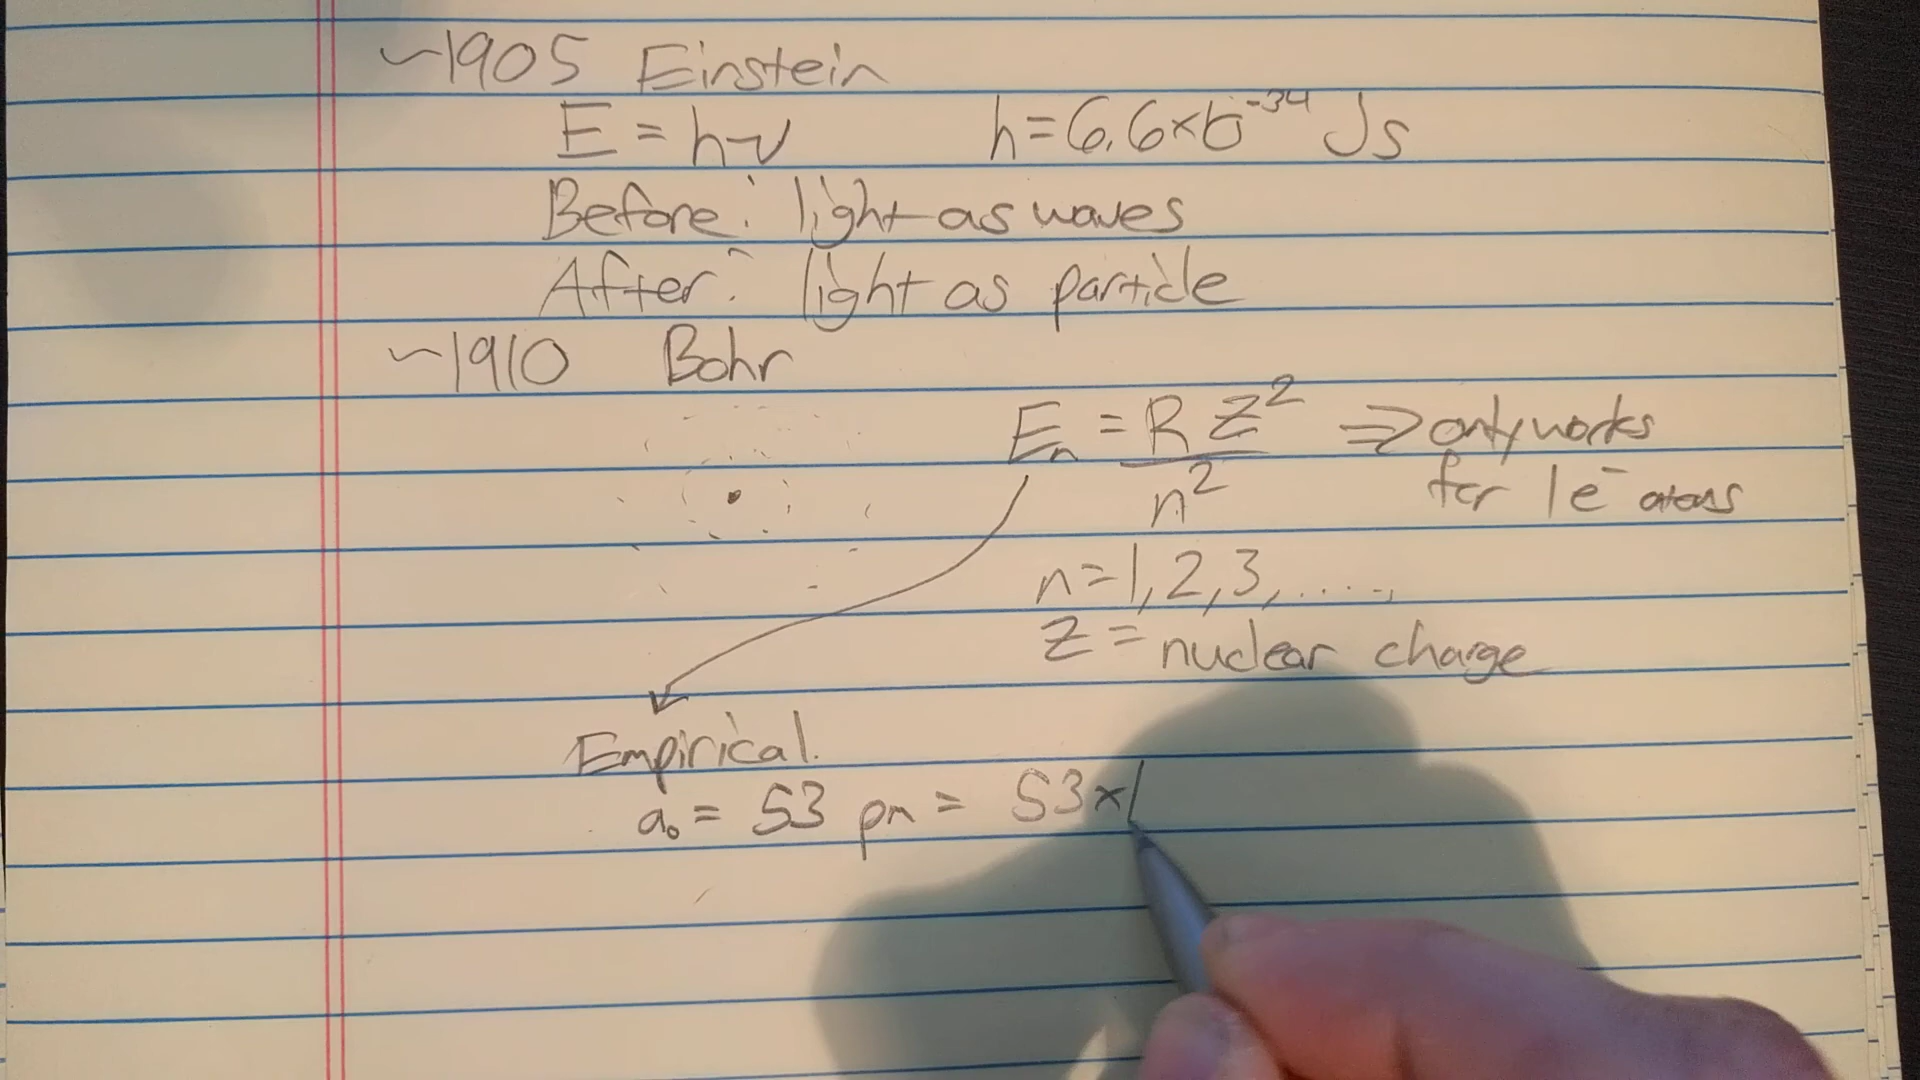 ~1905 Einstein
E = hν h=6.6×10⁻³⁴ Js
Before: light as waves
After: light as particle
~1910 Bohr
Eₙ = R Z² ⇒ only works
n² for 1e⁻ atoms
n=1,2,3,.....,
Z = nuclear charge
Empirical.
a₀ = 53 pm = 53×1